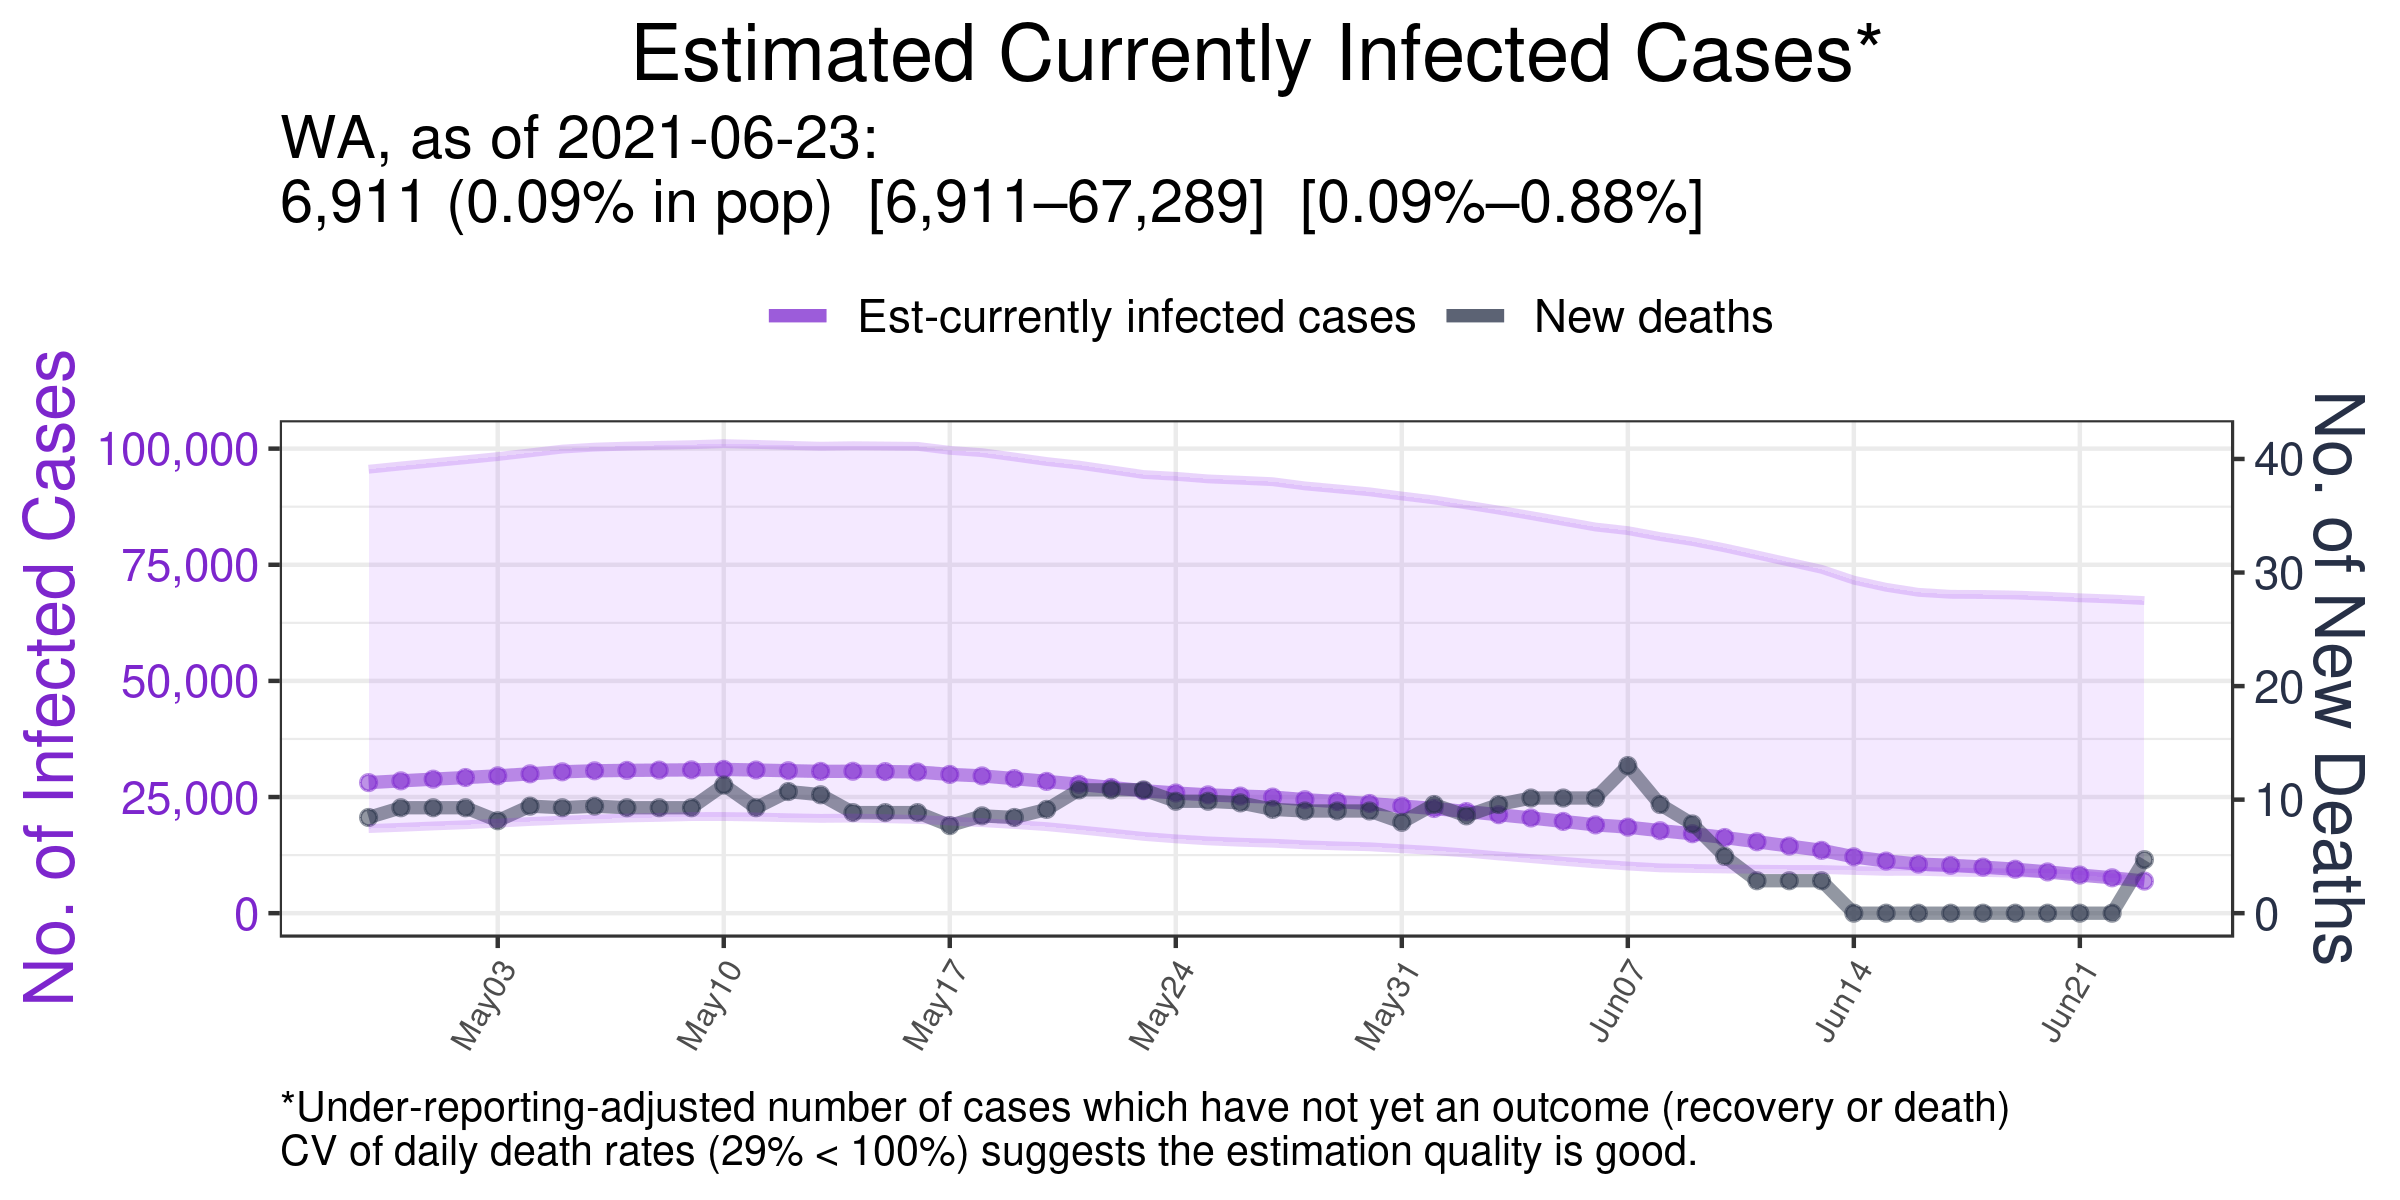 Estimated Currently Infected Cases*
WA, as of 2021-06-23:
6,911 (0.09% in pop)  [6,911–67,289]  [0.09%–0.88%]
Est-currently infected cases
New deaths
No. of Infected Cases
100,000
75,000
50,000
25,000
0
No. of New Deaths
40
30
20
10
0
May03
May10
May17
May24
May31
Jun07
Jun14
Jun21
*Under-reporting-adjusted number of cases which have not yet an outcome (recovery or death)
CV of daily death rates (29% < 100%) suggests the estimation quality is good.